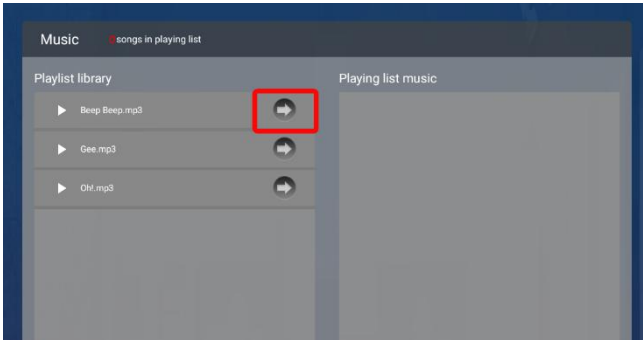 Music songs in playing list
Playlist library
Beep Beep.mp3
Gee.mp3
Oh!.mp3
Playing list music